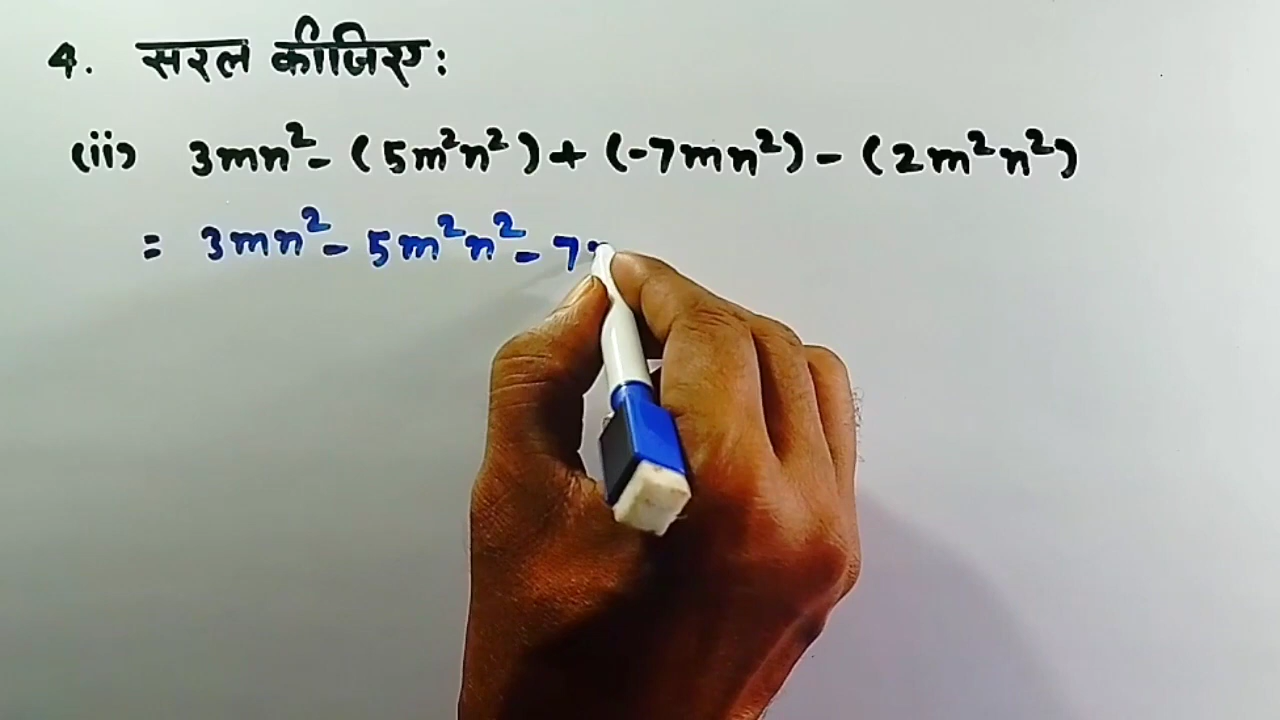 4. सरल कीजिए:
(ii) 3mn² - (5m²n²) + (-7mn²) - (2m²n²)
= 3mn² - 5m²n² - 7